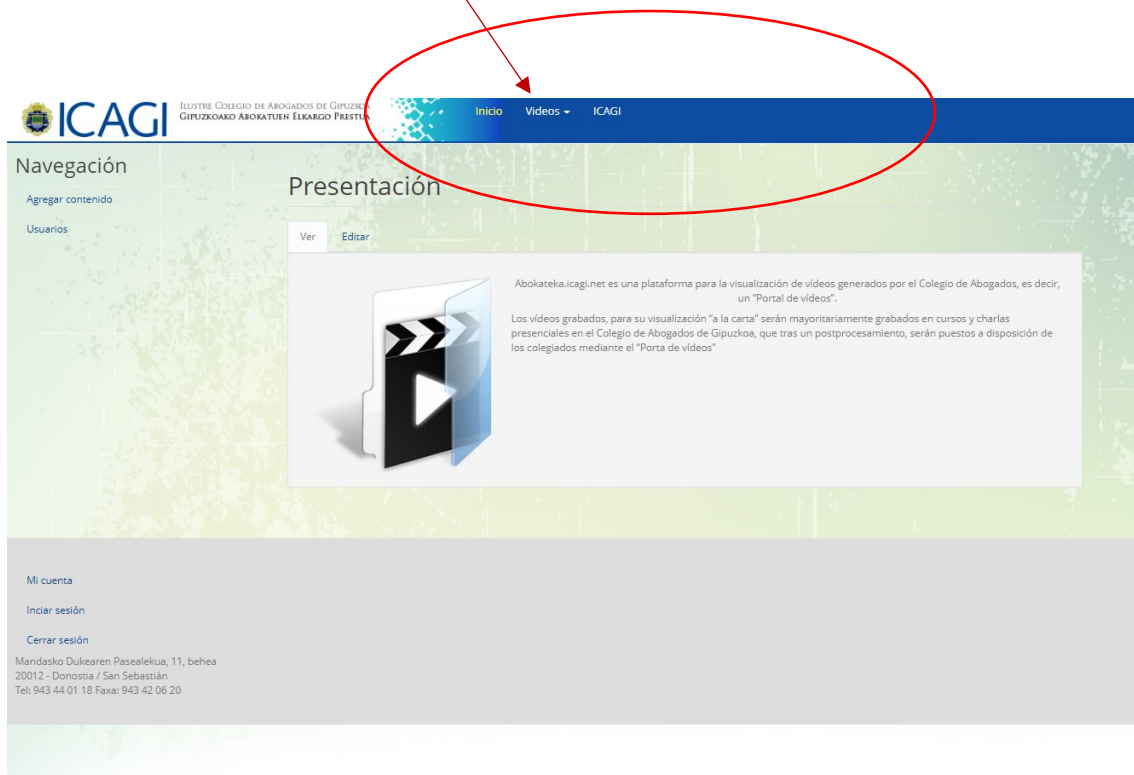 ICAGI
ILUSTRE COLEGIO DE ABOGADOS DE GIPUZKOA
GIPUZKOAKO ABOKATUEN ELKARGO PRESTUA
Inicio Videos ICAGI
Navegación
Agregar contenido
Usuarios
Presentación
Ver Editar
Abokateka.icagi.net es una plataforma para la visualización de vídeos generados por el Colegio de Abogados, es decir,
un "Portal de vídeos".
Los vídeos grabados, para su visualización "a la carta" serán mayoritariamente grabados en cursos y charlas
presenciales en el Colegio de Abogados de Gipuzkoa, que tras un postprocesamiento, serán puestos a disposición de
los colegiados mediante el "Porta de vídeos"
Mi cuenta
Inciar sesión
Cerrar sesión
Mandasko Dukearen Pasealekua, 11, behea
20012 - Donostia / San Sebastián
Tel: 943 44 01 18 Faxa: 943 42 06 20